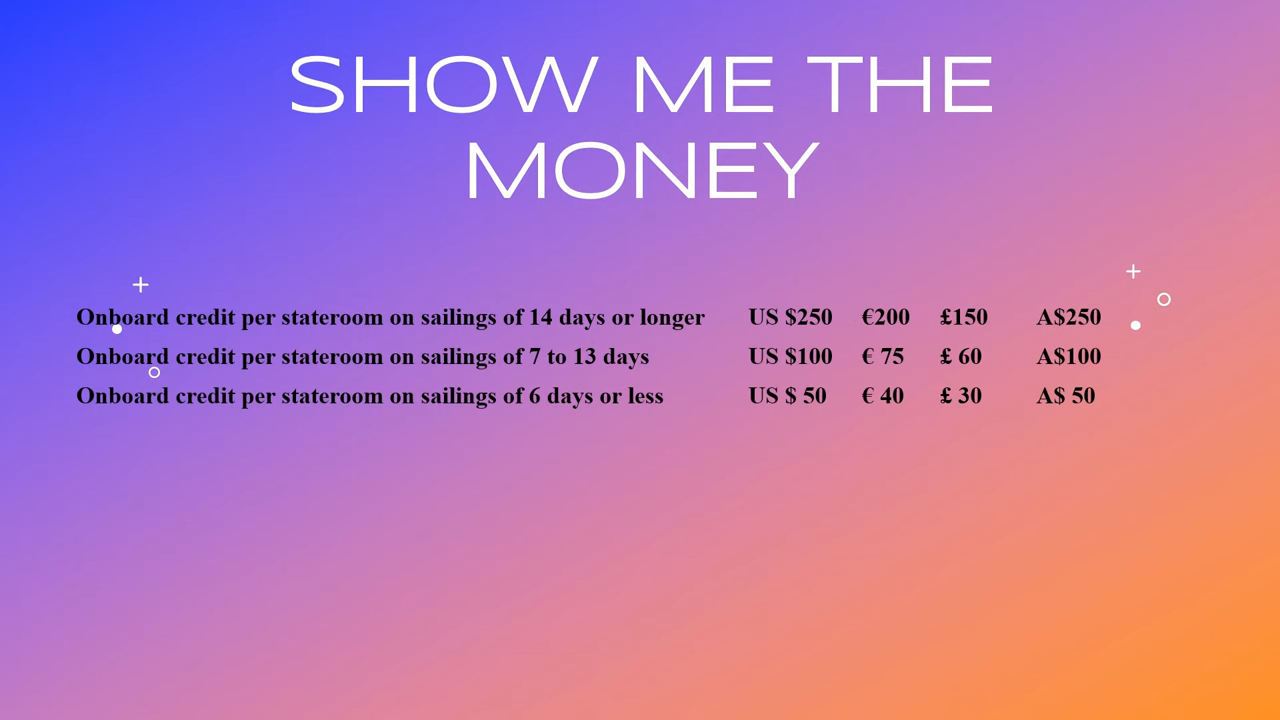 SHOW ME THE
MONEY
Onboard credit per stateroom on sailings of 14 days or longer US $250 €200 £150 A$250
Onboard credit per stateroom on sailings of 7 to 13 days US $100 € 75 £ 60 A$100
Onboard credit per stateroom on sailings of 6 days or less US $ 50 € 40 £ 30 A$ 50